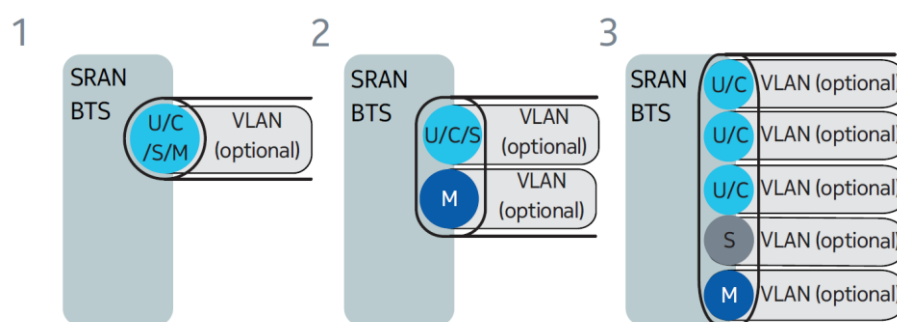 1
SRAN
BTS
U/C
/S/M
VLAN
(optional)
2
SRAN
BTS
U/C/S
VLAN
(optional)
M
VLAN
(optional)
3
SRAN
BTS
U/C
VLAN (optional)
U/C
VLAN (optional)
U/C
VLAN (optional)
S
VLAN (optional)
M
VLAN (optional)